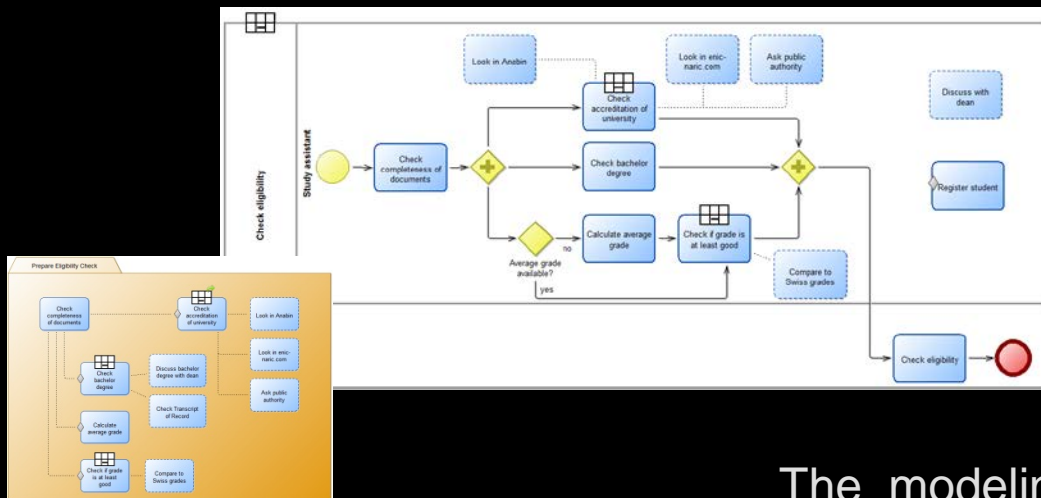 Check eligibility
Study assistant
Look in Anabin
Look in enic-
naric.com
Ask public
authority
Discuss with
dean
Check
accreditation of
university
Check
completeness of
documents
Check bachelor
degree
Register student
Average grade
available?
no
yes
Calculate average
grade
Check if grade is
at least good
Compare to
Swiss grades
Check eligibility
Prepare Eligibility Check
Check
completeness
of documents
Check
accreditation
of university
Look in Anabin
Look in enic-
naric.com
Ask public
authority
Check
bachelor
degree
Discuss bachelor
degree with dean
Check Transcript
of Record
Calculate
average grade
Check if grade
is at least
good
Compare to
Swiss grades
The modelin